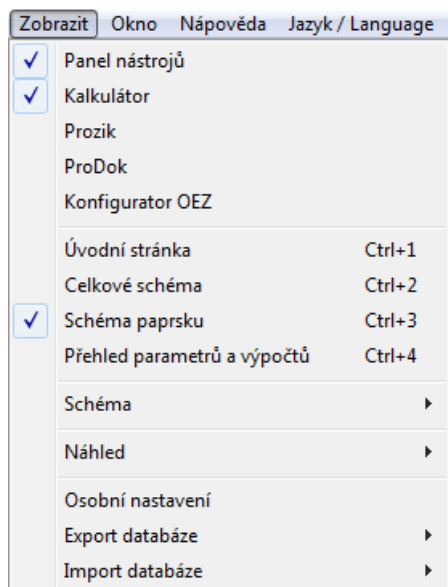 Zobrazit Okno Nápověda Jazyk / Language
Panel nástrojů
Kalkulátor
Prozik
ProDok
Konfigurator OEZ
Úvodní stránka Ctrl+1
Celkové schéma Ctrl+2
Schéma paprsku Ctrl+3
Přehled parametrů a výpočtů Ctrl+4
Schéma
Náhled
Osobní nastavení
Export databáze
Import databáze